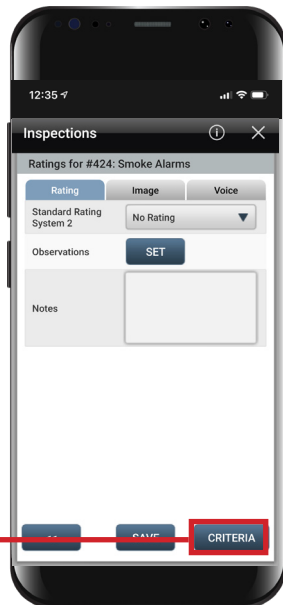 12:35
Inspections
Ratings for #424: Smoke Alarms
Rating Image Voice
Standard Rating
System 2
No Rating
Observations
SET
Notes
SAVE CRITERIA